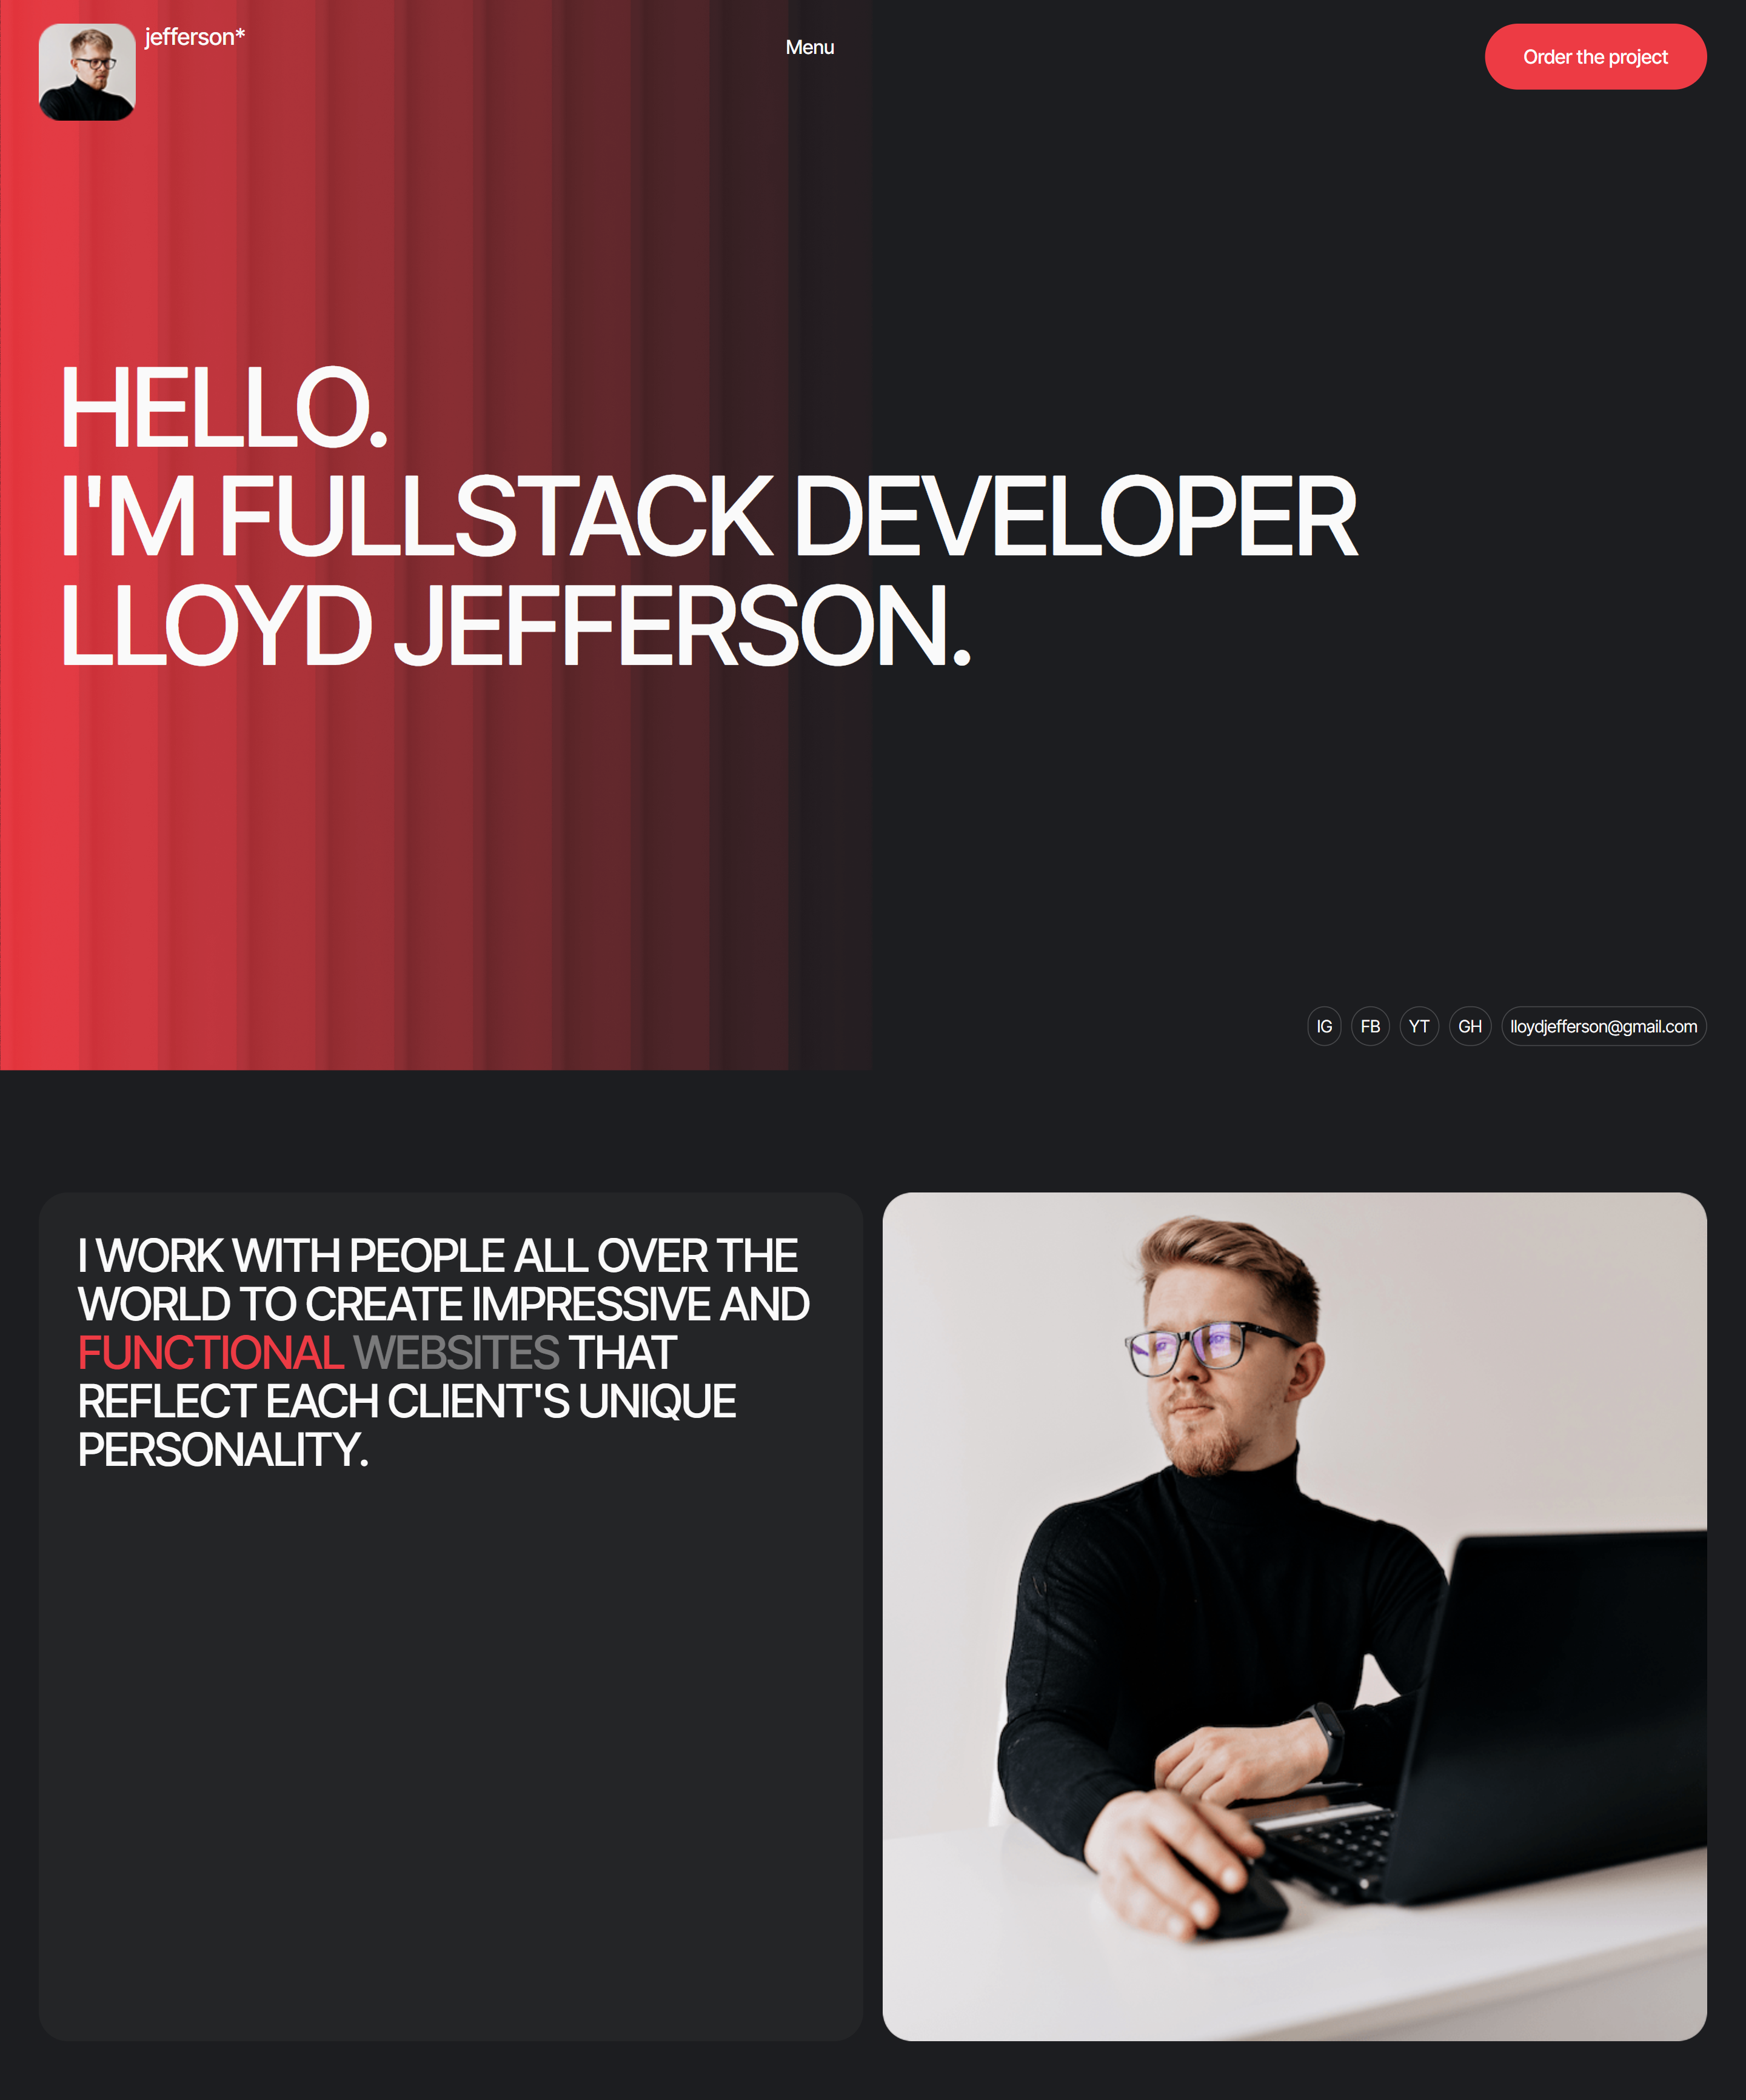 jefferson*
Menu
Order the project
HELLO.
I'M FULLSTACK DEVELOPER
LLOYD JEFFERSON.
IG
FB
YT
GH
lloydjefferson@gmail.com
I WORK WITH PEOPLE ALL OVER THE
WORLD TO CREATE IMPRESSIVE AND
FUNCTIONAL WEBSITES THAT
REFLECT EACH CLIENT'S UNIQUE
PERSONALITY.